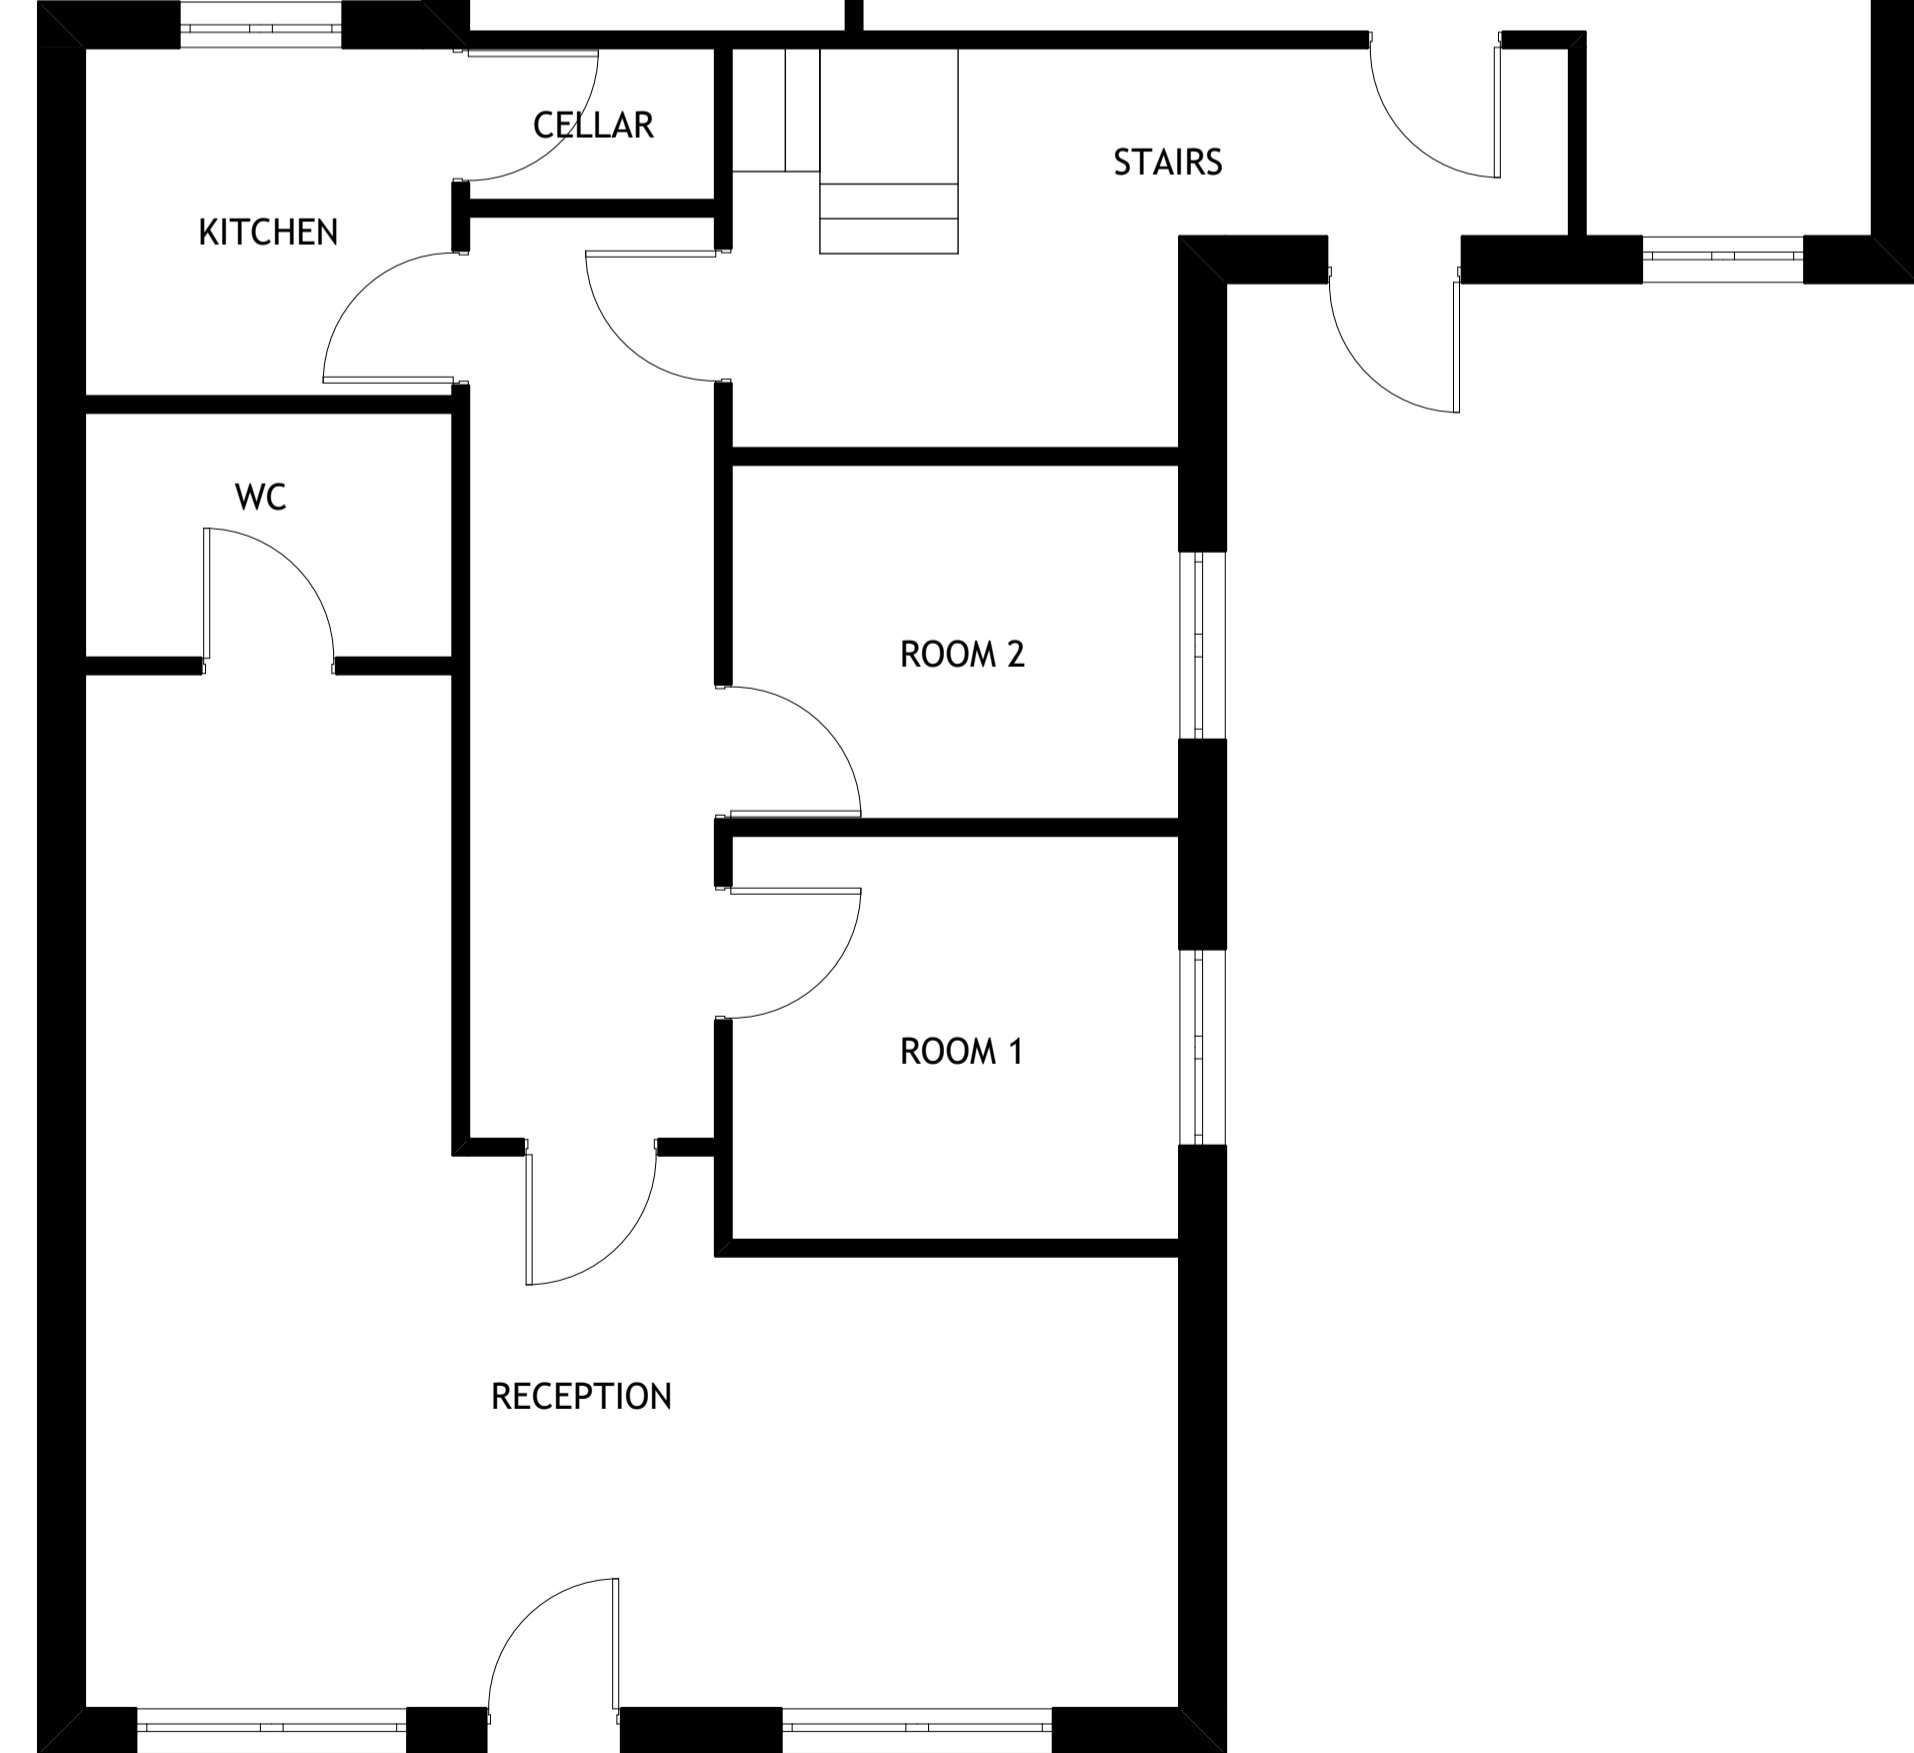 CELLAR
STAIRS
KITCHEN
WC
ROOM 2
ROOM 1
RECEPTION